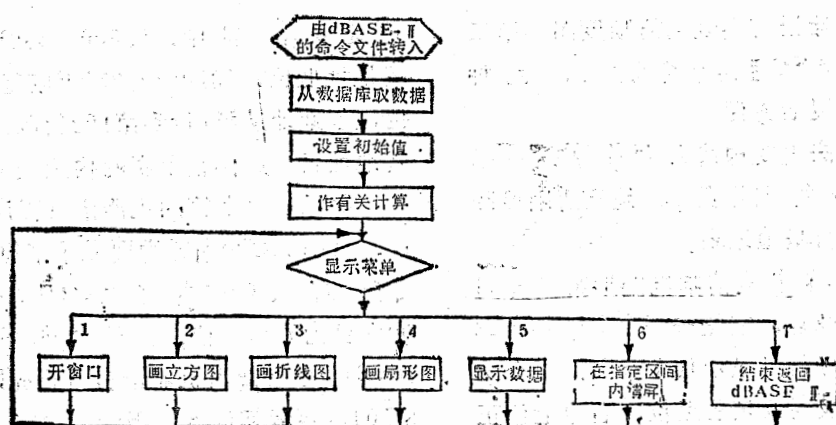 由dBASE-Ⅱ
的命令文件转入
从数据库取数据
设置初始值
作有关计算
显示菜单
1 2 3 4 5 6 7
开窗口 画立方图 画折线图 画扇形图 显示数据
在指定区间
内清屏
结束返回
dBASE Ⅱ